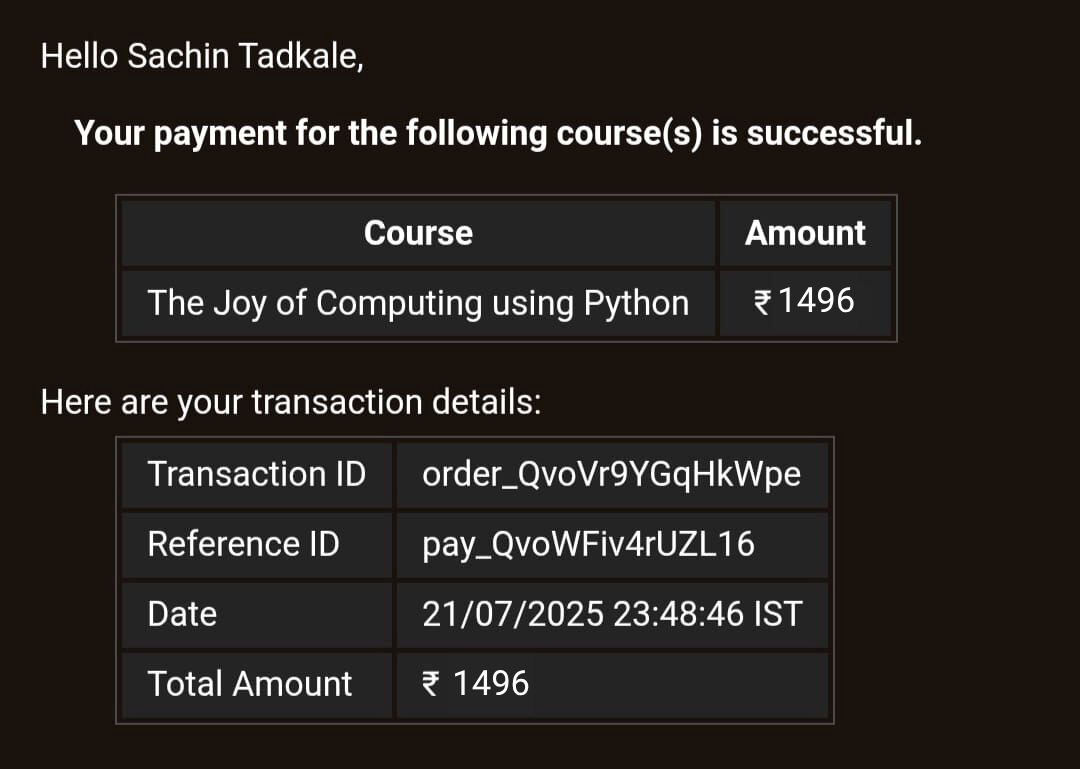 Hello Sachin Tadkale,
Your payment for the following course(s) is successful.
Course Amount
The Joy of Computing using Python ₹ 1496
Here are your transaction details:
Transaction ID order_QvoVr9YGqHkWpe
Reference ID pay_QvoWFiv4rUZL16
Date 21/07/2025 23:48:46 IST
Total Amount ₹ 1496